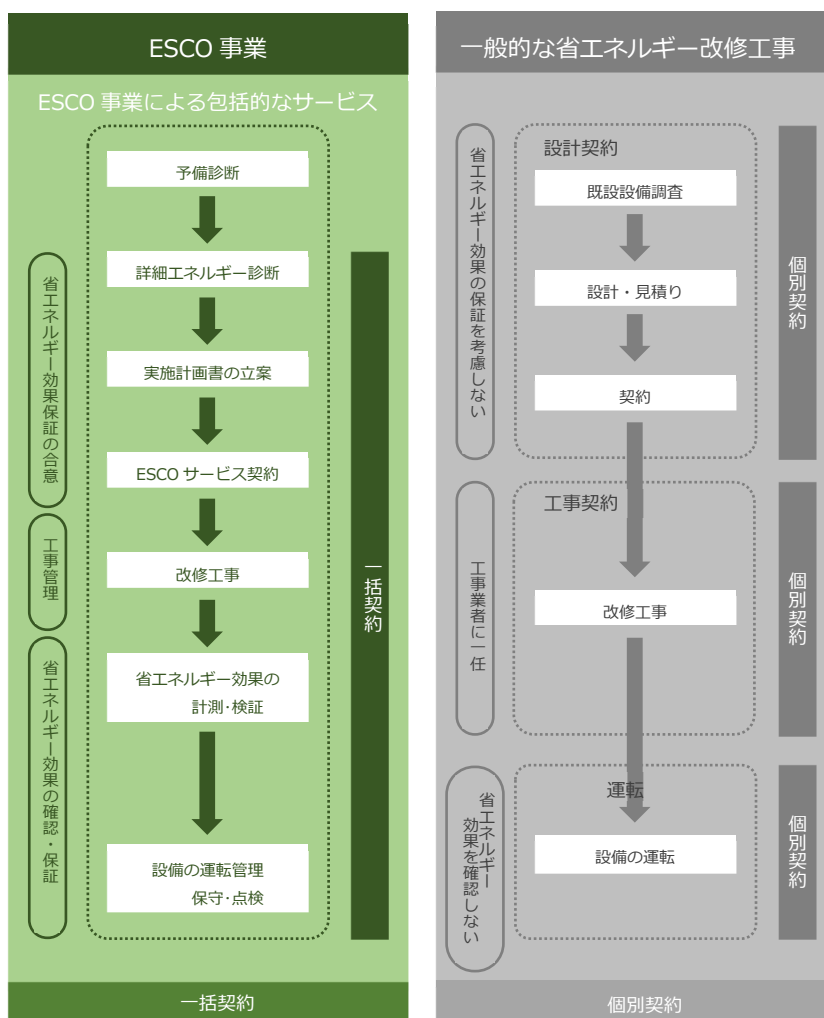 ESCO 事業
ESCO 事業による包括的なサービス
予備診断
詳細エネルギー診断
実施計画書の立案
ESCO サービス契約
改修工事
省エネルギー効果の
計測・検証
設備の運転管理
保守・点検
省エネルギー効果保証の合意
工事管理
省エネルギー効果の確認・保証
一括契約
一括契約
一般的な省エネルギー改修工事
省エネルギー効果の保証を考慮しない
設計契約
既設設備調査
設計・見積り
契約
個別契約
工事業者に一任
工事契約
改修工事
個別契約
省エネルギー
効果を確認しない
運転
設備の運転
個別契約
個別契約